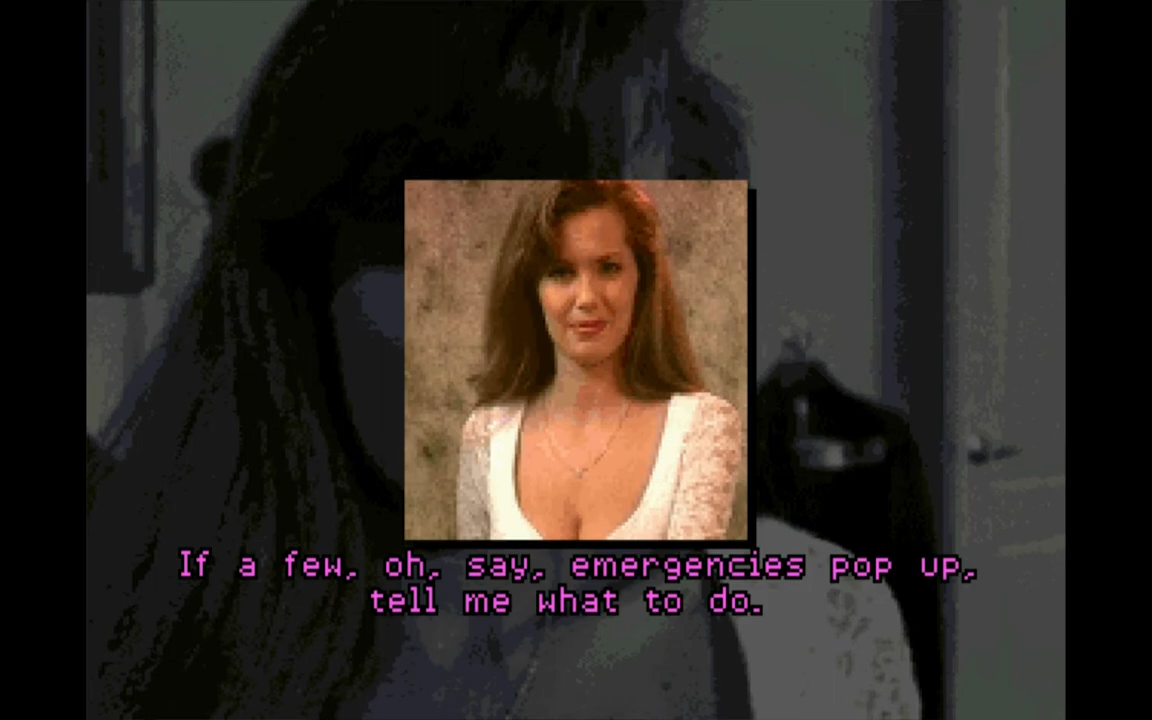 If a few, oh, say, emergencies pop up,
tell me what to do.